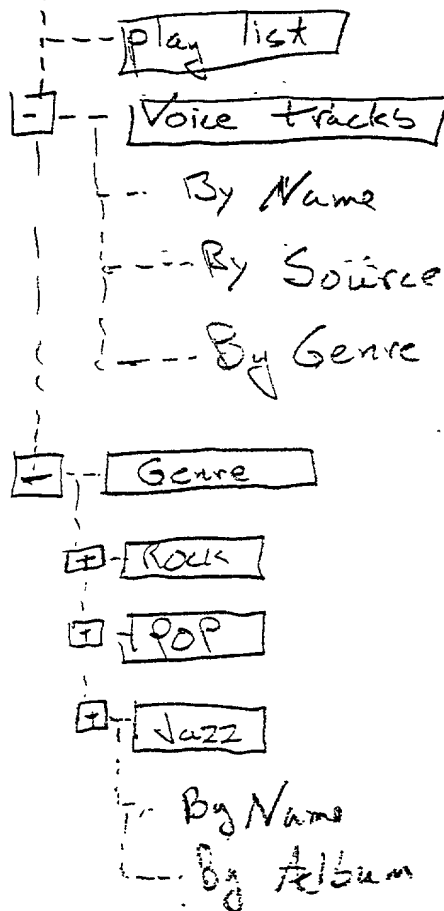 play list
- Voice tracks
By Name
By Source
By Genre
- Genre
+ Rock
+ POP
+ Jazz
By Name
By Album